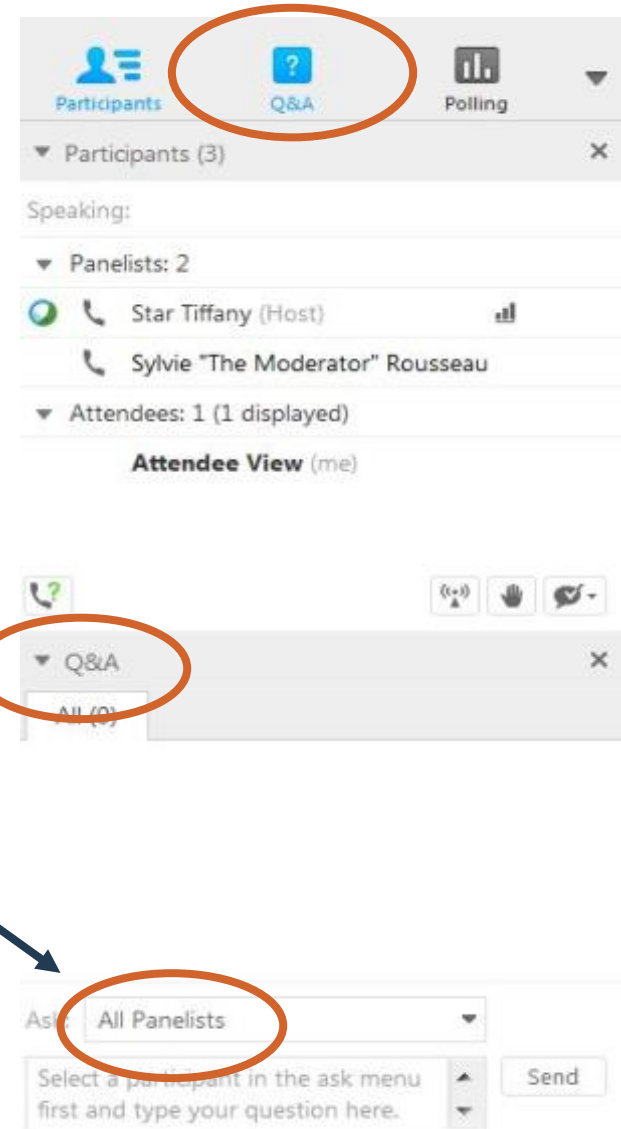 Participants Q&A Polling
Participants (3)
Speaking:
Panelists: 2
Star Tiffany (Host)
Sylvie "The Moderator" Rousseau
Attendees: 1 (1 displayed)
Attendee View (me)
Q&A
All (0)
Ask: All Panelists
Select a participant in the ask menu
first and type your question here.
Send